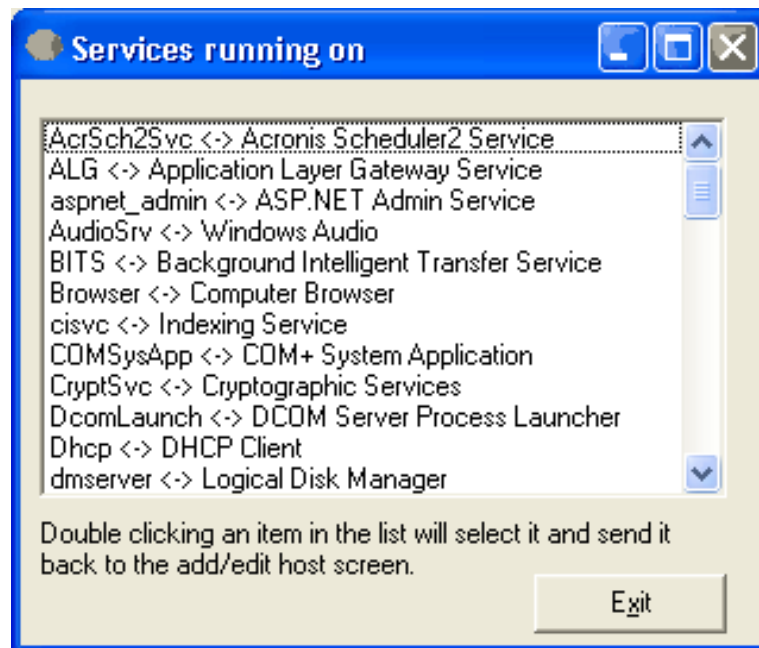 Services running on
AcrSch2Svc <-> Acronis Scheduler2 Service
ALG <-> Application Layer Gateway Service
aspnet_admin <-> ASP.NET Admin Service
AudioSrv <-> Windows Audio
BITS <-> Background Intelligent Transfer Service
Browser <-> Computer Browser
cisvc <-> Indexing Service
COMSysApp <-> COM+ System Application
CryptSvc <-> Cryptographic Services
DcomLaunch <-> DCOM Server Process Launcher
Dhcp <-> DHCP Client
dmserver <-> Logical Disk Manager
Double clicking an item in the list will select it and send it
back to the add/edit host screen.
Exit